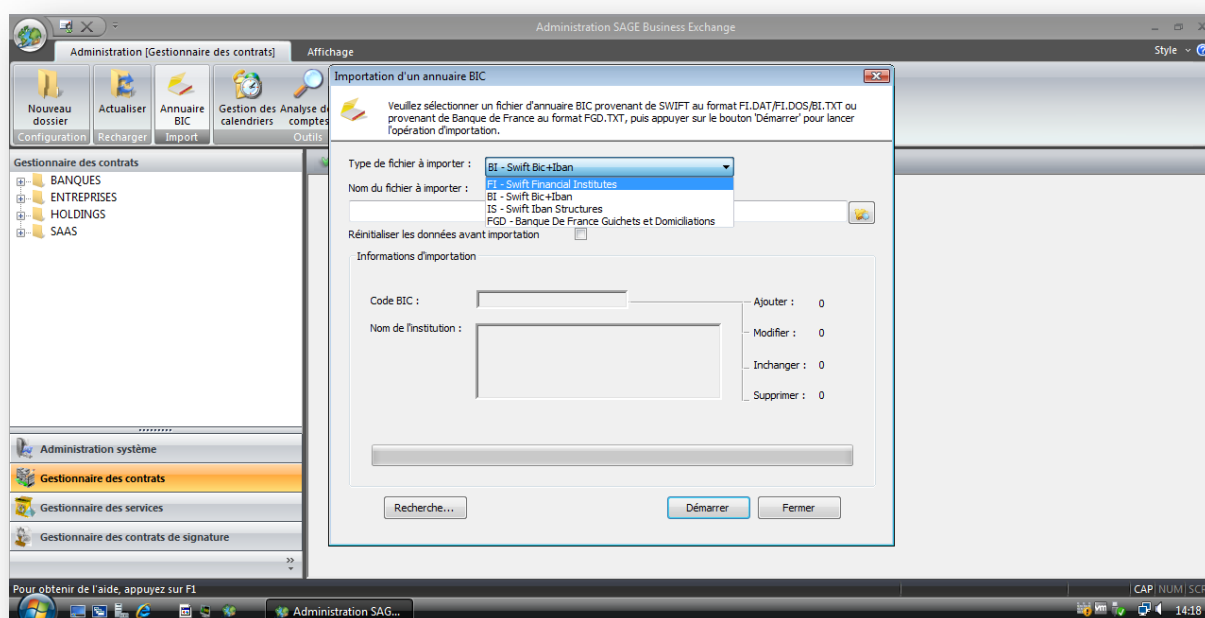 Administration SAGE Business Exchange
Administration [Gestionnaire des contrats]
Affichage
Style
Nouveau dossier
Actualiser
Annuaire BIC
Gestion des calendriers
Analyse de comptes
Configuration
Recharger
Import
Outils
Gestionnaire des contrats
BANQUES
ENTREPRISES
HOLDINGS
SAAS
Administration système
Gestionnaire des contrats
Gestionnaire des services
Gestionnaire des contrats de signature
Importation d'un annuaire BIC
Veuillez sélectionner un fichier d'annuaire BIC provenant de SWIFT au format FI.DAT/FI.DOS/BI.TXT ou
provenant de Banque de France au format FGD.TXT, puis appuyer sur le bouton 'Démarrer' pour lancer
l'opération d'importation.
Type de fichier à importer :
BI - Swift Bic+Iban
FI - Swift Financial Institutes
BI - Swift Bic+Iban
IS - Swift Iban Structures
FGD - Banque De France Guichets et Domiciliations
Nom du fichier à importer :
Réinitialiser les données avant importation
Informations d'importation
Code BIC :
Nom de l'institution :
Ajouter : 0
Modifier : 0
Inchanger : 0
Supprimer : 0
Recherche...
Démarrer
Fermer
Pour obtenir de l'aide, appuyez sur F1
CAP NUM SCR
Administration SAG...
14:18